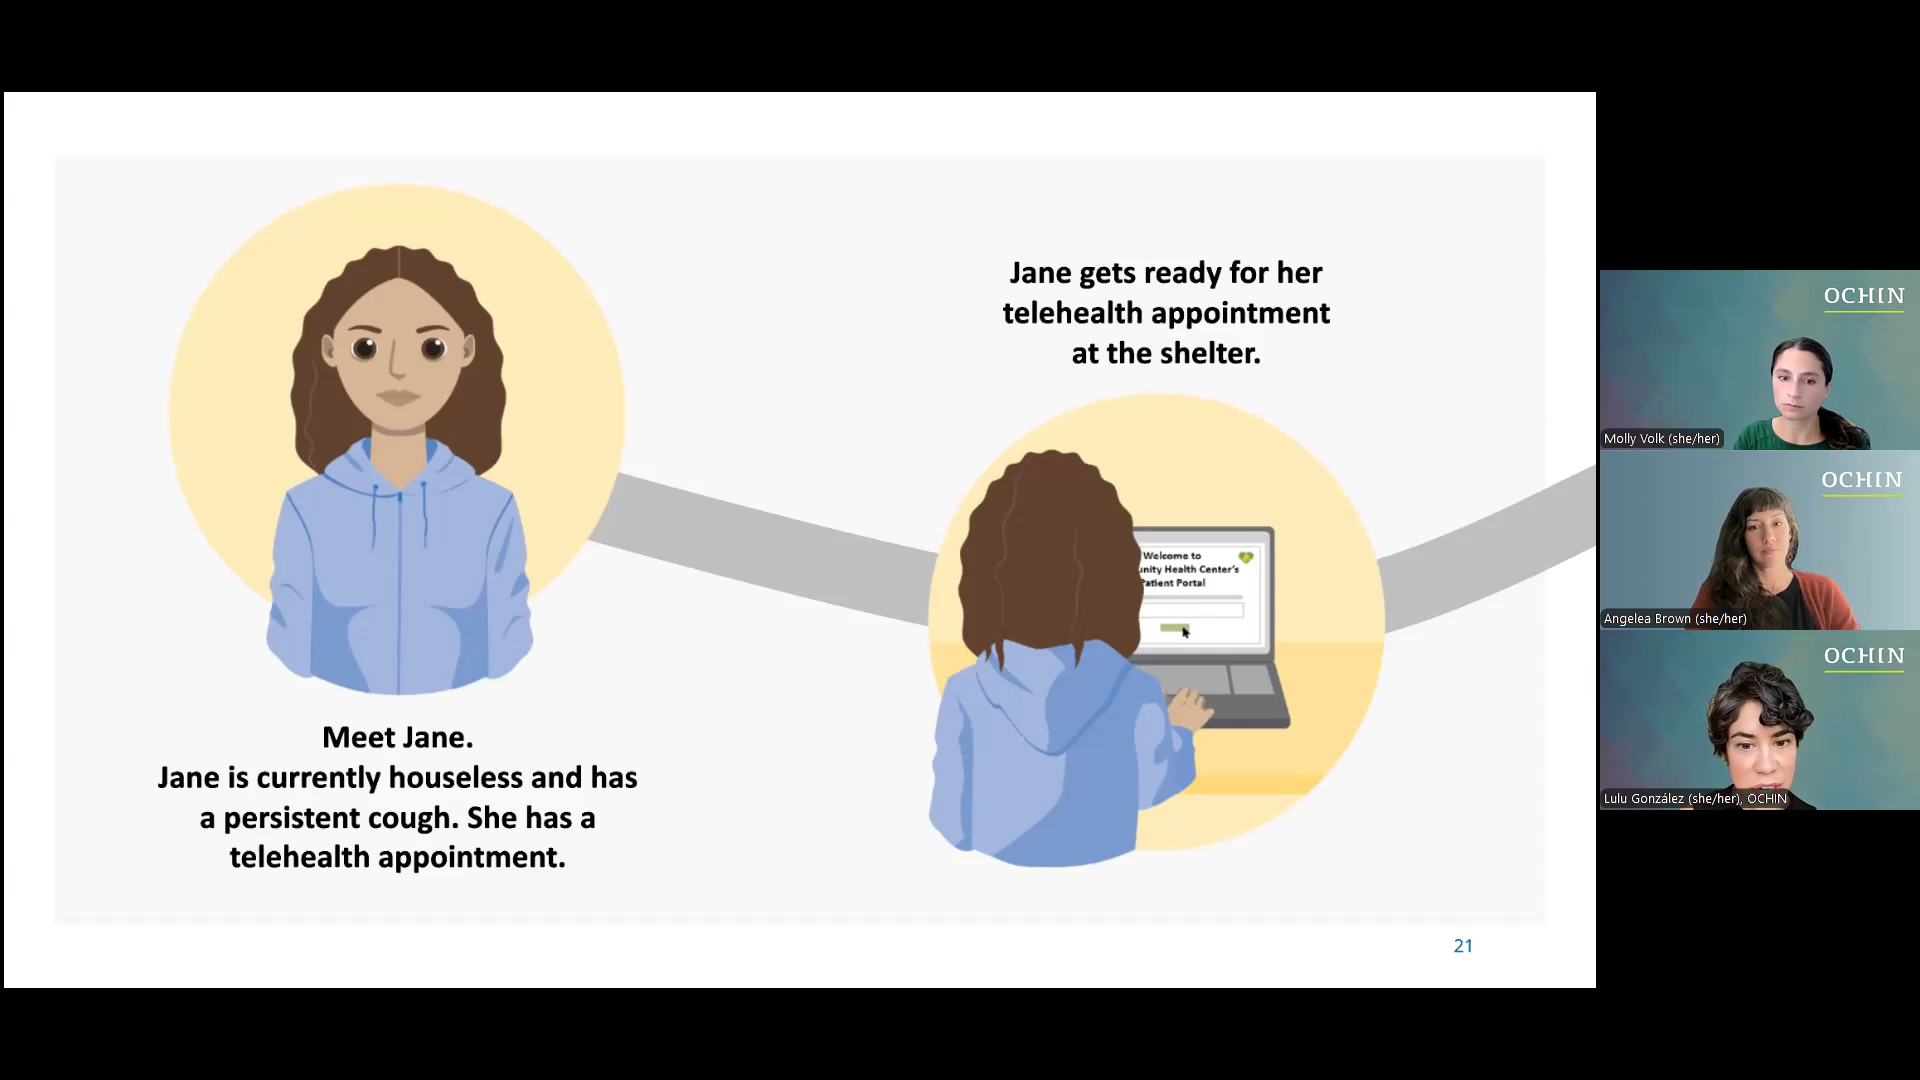 Meet Jane.
Jane is currently houseless and has
a persistent cough. She has a
telehealth appointment.
Jane gets ready for her
telehealth appointment
at the shelter.
Welcome to
unity Health Center's
Patient Portal
21
OCHIN
Molly Volk (she/her)
OCHIN
Angelea Brown (she/her)
OCHIN
Lulu González (she/her), OCHIN